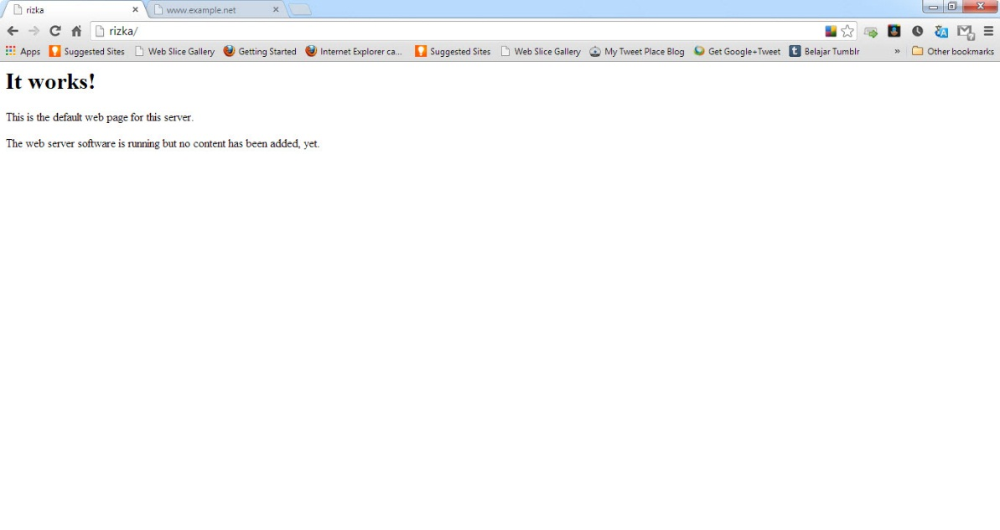 rizka www.example.net
rizka/
Apps Suggested Sites Web Slice Gallery Getting Started Internet Explorer ca... Suggested Sites Web Slice Gallery My Tweet Place Blog Get Google+Tweet Belajar Tumblr » Other bookmarks
It works!
This is the default web page for this server.
The web server software is running but no content has been added, yet.